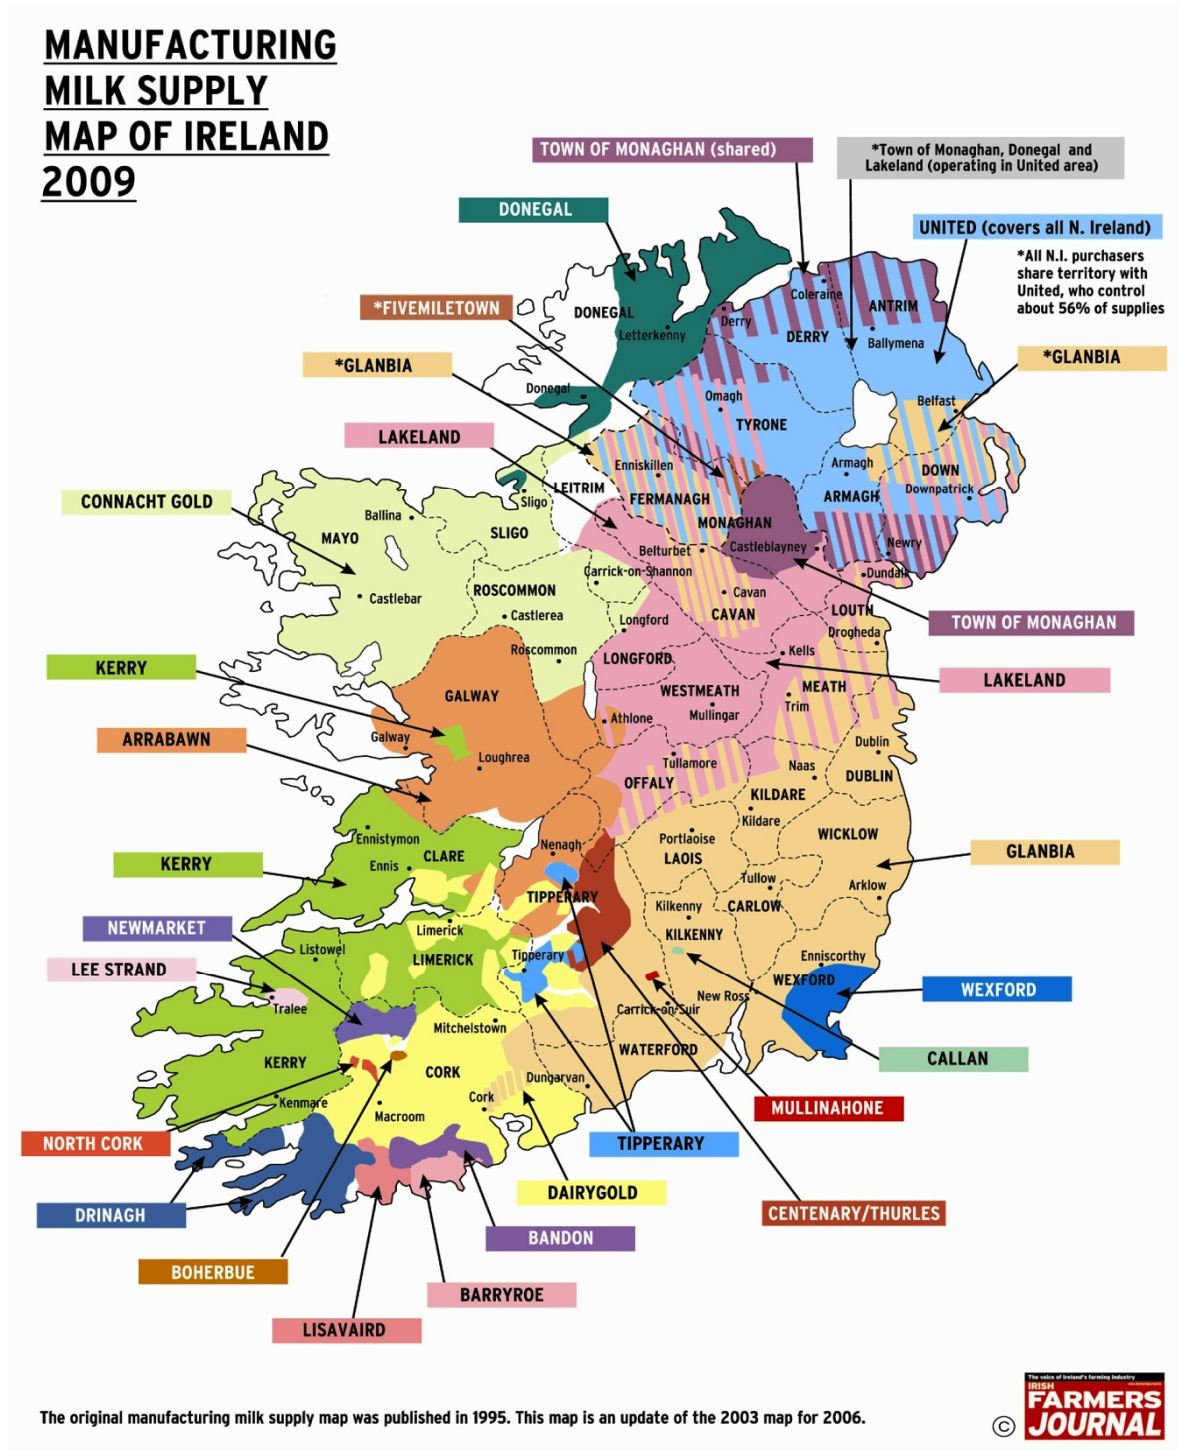 MANUFACTURING
MILK SUPPLY
MAP OF IRELAND
2009
TOWN OF MONAGHAN (shared)
*Town of Monaghan, Donegal and
Lakeland (operating in United area)
DONEGAL
UNITED (covers all N. Ireland)
*All N.I. purchasers
share territory with
United, who control
about 56% of supplies
*FIVEMILETOWN
*GLANBIA
*GLANBIA
LAKELAND
CONNACHT GOLD
TOWN OF MONAGHAN
KERRY
LAKELAND
ARRABAWN
KERRY
GLANBIA
NEWMARKET
LEE STRAND
WEXFORD
CALLAN
MULLINAHONE
NORTH CORK
TIPPERARY
DAIRYGOLD
DRINAGH
CENTENARY/THURLES
BANDON
BOHERBUE
BARRYROE
LISAVAIRD
DONEGAL
Letterkenny
Donegal
Coleraine
ANTRIM
Derry
DERRY
Ballymena
Omagh
TYRONE
Belfast
Enniskillen
FERMANAGH
Armagh
ARMAGH
DOWN
Downpatrick
LEITRIM
Sligo
SLIGO
MONAGHAN
Castleblayney
Newry
Ballina
MAYO
Castlebar
Belturbet
Carrick-on-Shannon
ROSCOMMON
Castlerea
Roscommon
Cavan
CAVAN
Dundalk
LOUTH
Drogheda
Longford
LONGFORD
Kells
WESTMEATH
Mullingar
MEATH
Trim
GALWAY
Galway
Loughrea
Athlone
Tullamore
OFFALY
Dublin
DUBLIN
Naas
KILDARE
Kildare
WICKLOW
Portlaoise
LAOIS
Ennistymon
Ennis
CLARE
Nenagh
TIPPERARY
Tullow
CARLOW
Arklow
Kilkenny
KILKENNY
Limerick
LIMERICK
Listowel
Tipperary
Enniscorthy
WEXFORD
New Ross
Carrick-on-Suir
Tralee
KERRY
Mitchelstown
WATERFORD
CORK
Dungarvan
Kenmare
Macroom
Cork
The original manufacturing milk supply map was published in 1995. This map is an update of the 2003 map for 2006.
©
The voice of Ireland's farming industry
IRISH
FARMERS
JOURNAL